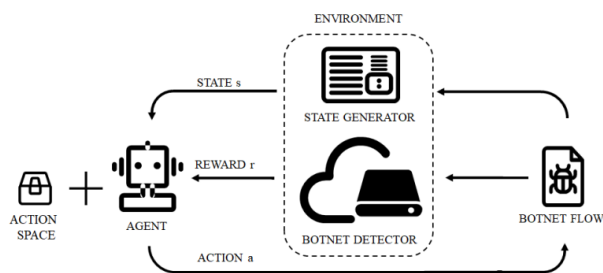 ENVIRONMENT
STATE s
STATE GENERATOR
REWARD r
ACTION
SPACE
AGENT
BOTNET DETECTOR
BOTNET FLOW
ACTION a